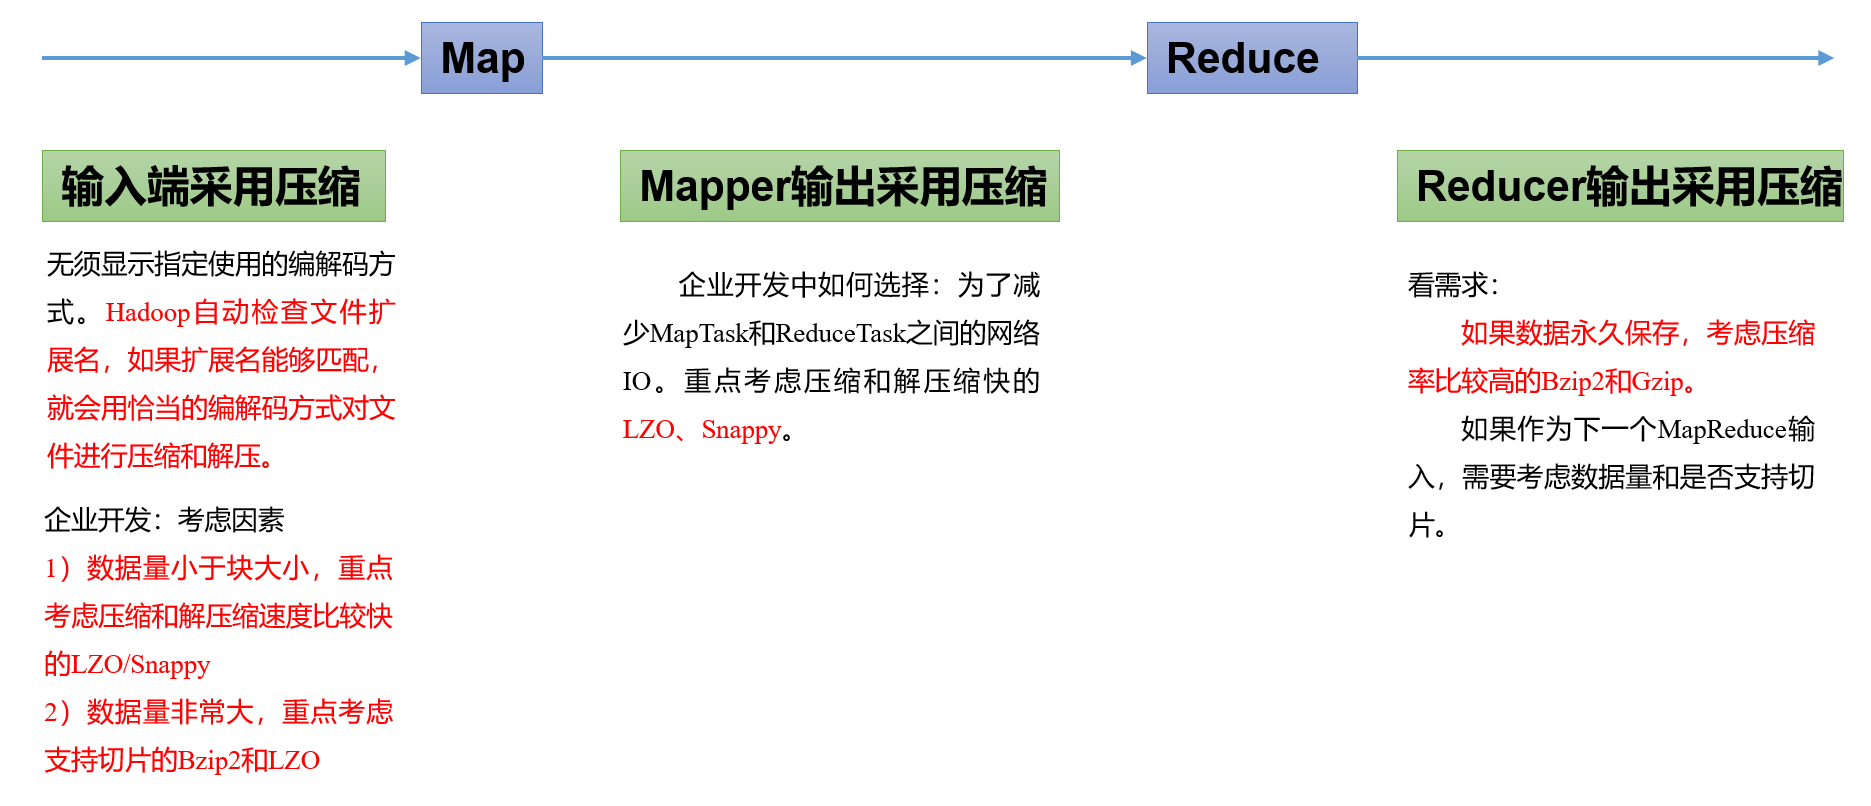 Map
Reduce
输入端采用压缩
无须显示指定使用的编解码方
式。Hadoop自动检查文件扩
展名，如果扩展名能够匹配，
就会用恰当的编解码方式对文
件进行压缩和解压。
企业开发：考虑因素
1）数据量小于块大小，重点
考虑压缩和解压缩速度比较快
的LZO/Snappy
2）数据量非常大，重点考虑
支持切片的Bzip2和LZO
Mapper输出采用压缩
企业开发中如何选择：为了减
少MapTask和ReduceTask之间的网络
IO。重点考虑压缩和解压缩快的
LZO、Snappy。
Reducer输出采用压缩
看需求：
如果数据永久保存，考虑压缩
率比较高的Bzip2和Gzip。
如果作为下一个MapReduce输
入，需要考虑数据量和是否支持切
片。